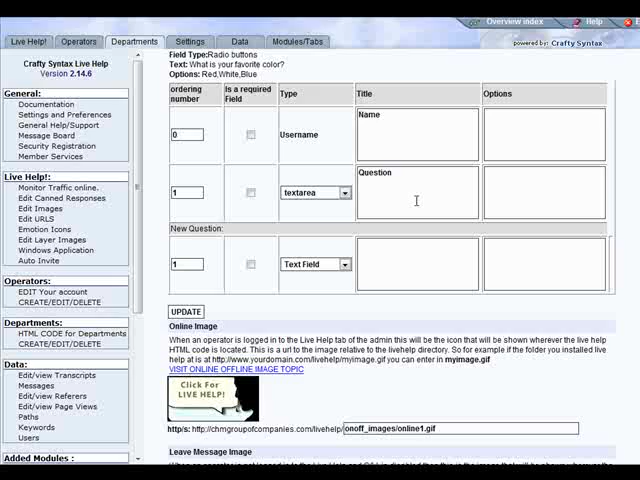 Overview index
Help
E
Live Help!
Operators
Departments
Settings
Data
Modules/Tabs
powered by: Crafty Syntax
Crafty Syntax Live Help
Version 2.14.6
General:
Documentation
Settings and Preferences
General Help/Support
Message Board
Security Registration
Member Services
Live Help!:
Monitor Traffic online.
Edit Canned Responses
Edit Images
Edit URLS
Emotion Icons
Edit Layer Images
Windows Application
Auto Invite
Operators:
EDIT Your account
CREATE/EDIT/DELETE
Departments:
HTML CODE for Departments
CREATE/EDIT/DELETE
Data:
Edit/view Transcripts
Messages
Edit/view Referers
Edit/view Page Views
Paths
Keywords
Users
Added Modules :
Field Type:Radio buttons
Text: What is your favorite color?
Options: Red,White,Blue
ordering number
Is a required Field
Type
Title
Options
0
Username
Name
1
textarea
Question
New Question:
1
Text Field
UPDATE
Online Image
When an operator is logged in to the Live Help tab of the admin this will be the icon that will be shown wherever the live help
HTML code is located. This is a url to the image relative to the livehelp directory. So for example if the folder you installed live
help at is at http://www.yourdomain.com/livehelp/myimage.gif you can enter in myimage.gif
VISIT ONLINE OFFLINE IMAGE TOPIC
Click For
LIVE HELP!
http/s: http://chmgroupofcompanies.com/livehelp/onoff_images/online1.gif
Leave Message Image